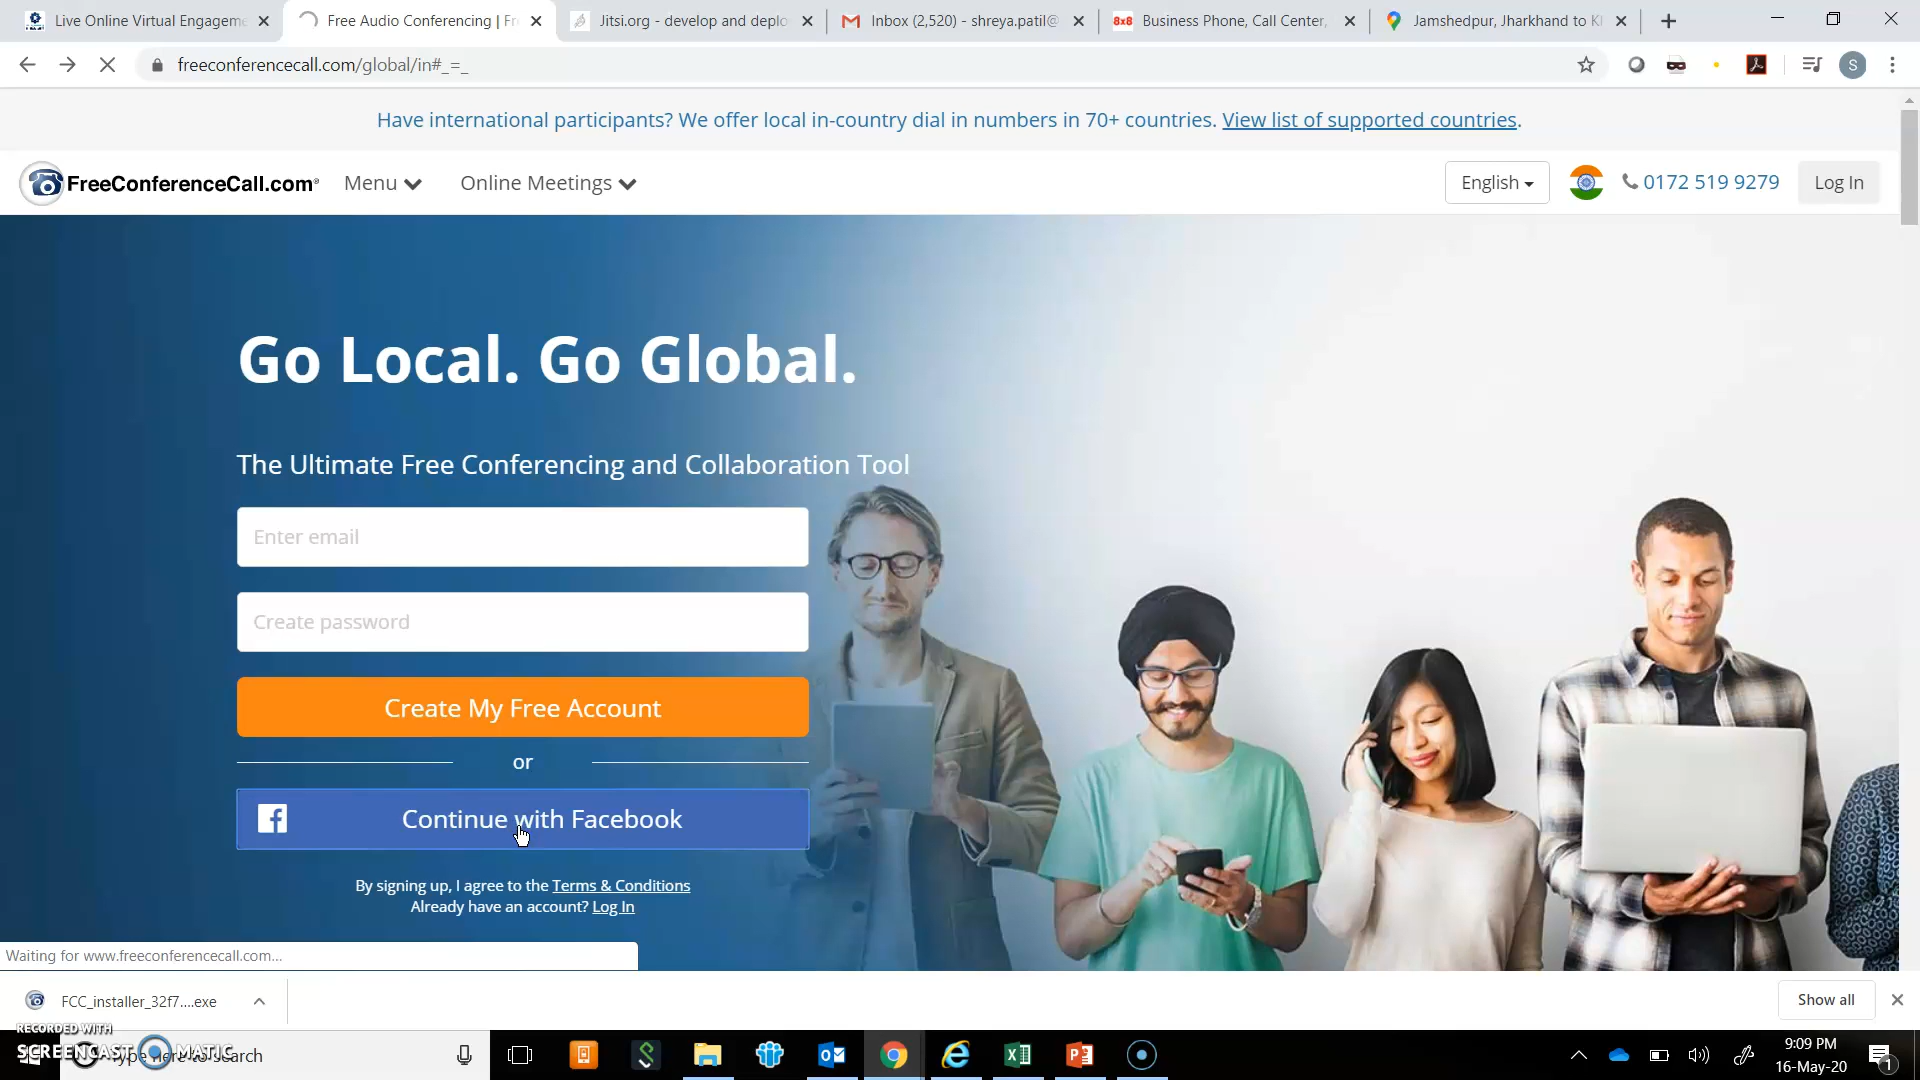 Live Online Virtual Engageme
Free Audio Conferencing | Fr
Jitsi.org - develop and deplo
Inbox (2,520) - shreya.patil@
8x8 Business Phone, Call Center,
Jamshedpur, Jharkhand to K
freeconferencecall.com/global/in#_=_
S
Have international participants? We offer local in-country dial in numbers in 70+ countries. View list of supported countries.
FreeConferenceCall.com®
Menu
Online Meetings
English
0172 519 9279
Log In
Go Local. Go Global.
The Ultimate Free Conferencing and Collaboration Tool
Enter email
Create password
Create My Free Account
or
Continue with Facebook
By signing up, I agree to the Terms & Conditions
Already have an account? Log In
Waiting for www.freeconferencecall.com...
FCC_installer_32f7....exe
Show all
RECORDED WITH
SCREENCAST MATIC
Type here to search
9:09 PM
16-May-20
1